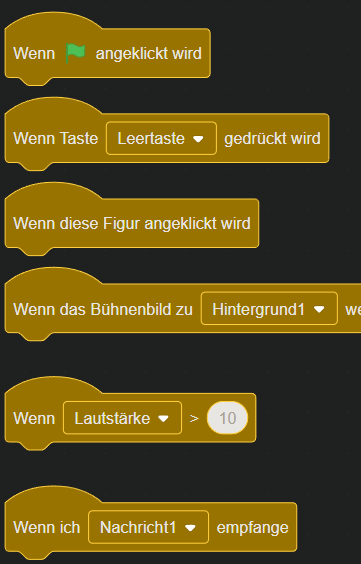 Wenn angeklickt wird
Wenn Taste Leertaste gedrückt wird
Wenn diese Figur angeklickt wird
Wenn das Bühnenbild zu Hintergrund1 we
Wenn Lautstärke > 10
Wenn ich Nachricht1 empfange